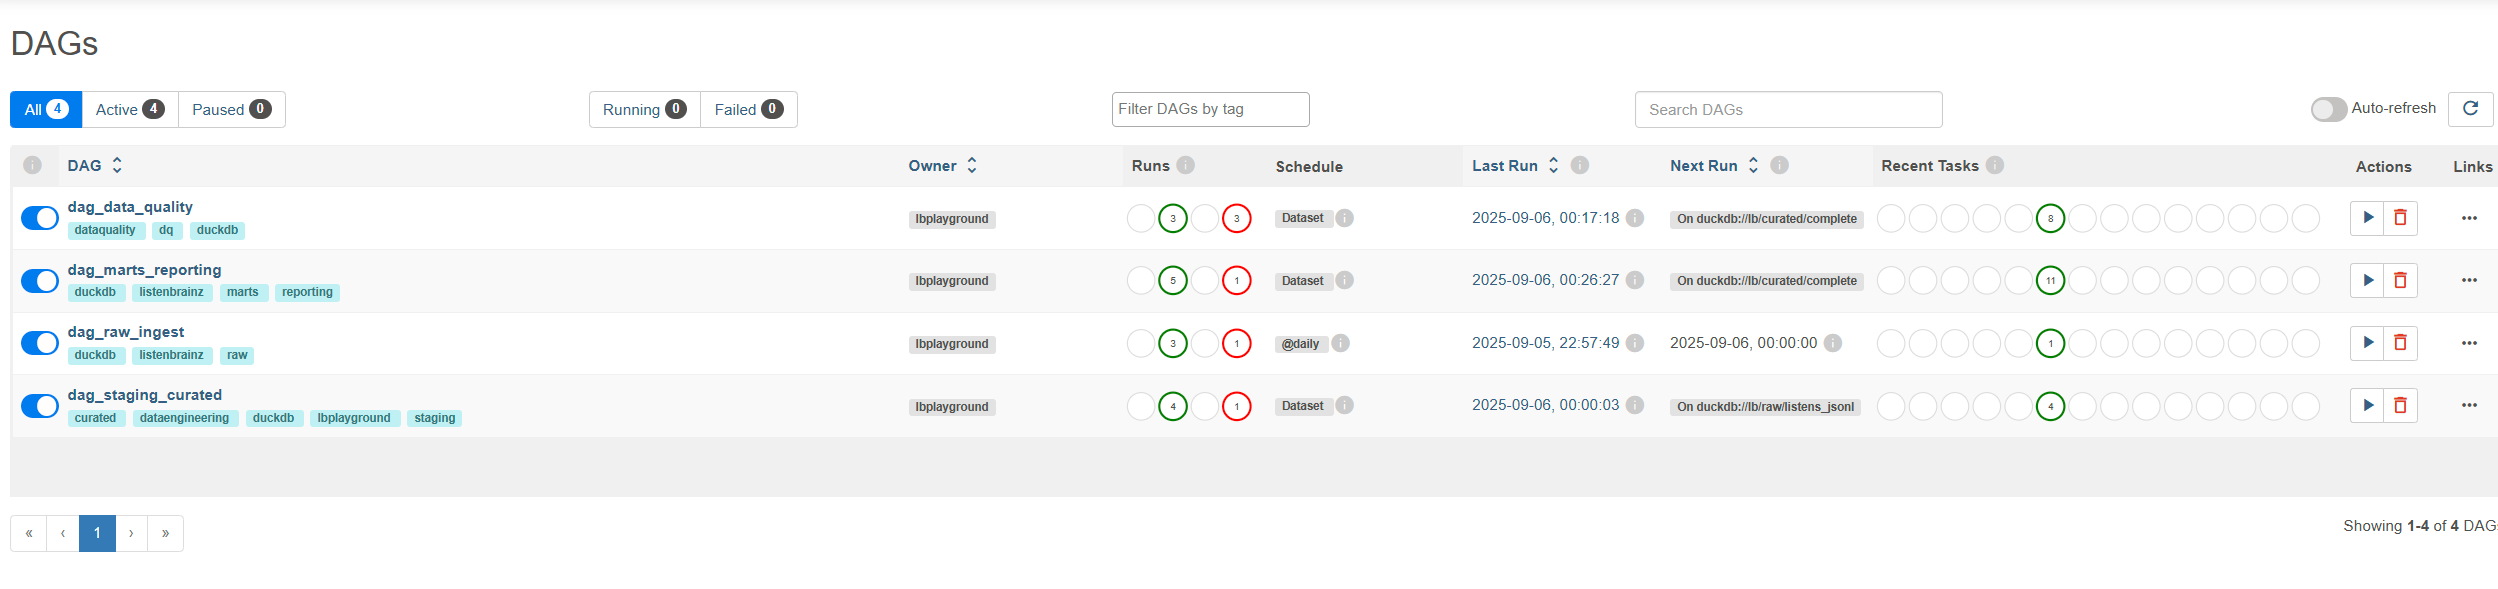 DAGs
All 4 Active 4 Paused 0 Running 0 Failed 0 Filter DAGs by tag Search DAGs Auto-refresh
DAG Owner Runs Schedule Last Run Next Run Recent Tasks Actions Links
dag_data_quality
dataquality dq duckdb
lbplayground 3 3 Dataset 2025-09-06, 00:17:18 On duckdb://lb/curated/complete 8
dag_marts_reporting
duckdb listenbrainz marts reporting
lbplayground 5 1 Dataset 2025-09-06, 00:26:27 On duckdb://lb/curated/complete 11
dag_raw_ingest
duckdb listenbrainz raw
lbplayground 3 1 @daily 2025-09-05, 22:57:49 2025-09-06, 00:00:00 1
dag_staging_curated
curated dataengineering duckdb lbplayground staging
lbplayground 4 1 Dataset 2025-09-06, 00:00:03 On duckdb://lb/raw/listens_jsonl 4
« ‹ 1 › »
Showing 1-4 of 4 DAG